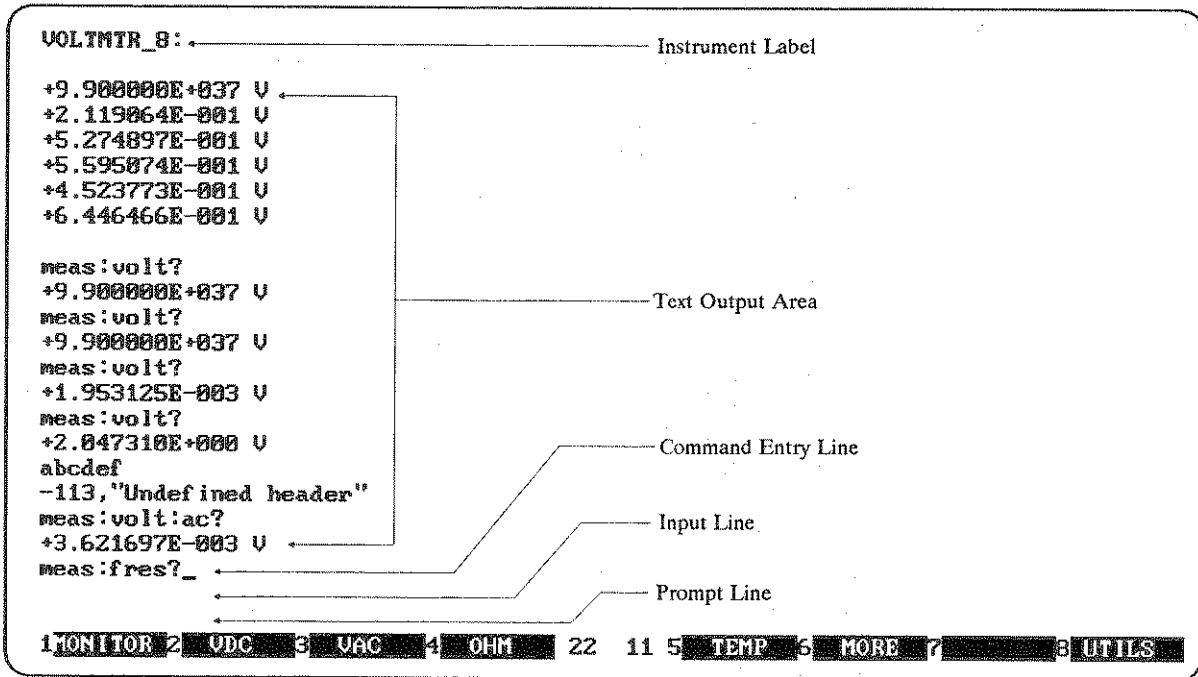 VOLTMTR_8:
Instrument Label
+9.900000E+037 V
+2.119064E-001 V
+5.274897E-001 V
+5.595074E-001 V
+4.523773E-001 V
+6.446466E-001 V
meas:volt?
+9.900000E+037 V
Text Output Area
meas:volt?
+9.900000E+037 V
meas:volt?
+1.953125E-003 V
meas:volt?
+2.047310E+000 V
Command Entry Line
abcdef
-113,"Undefined header"
meas:volt:ac?
Input Line
+3.621697E-003 V
meas:fres?_
Prompt Line
1 MONITOR 2 VDC 3 VAC 4 OHM 22 11 5 TEMP 6 MORE 7 8 UTILS